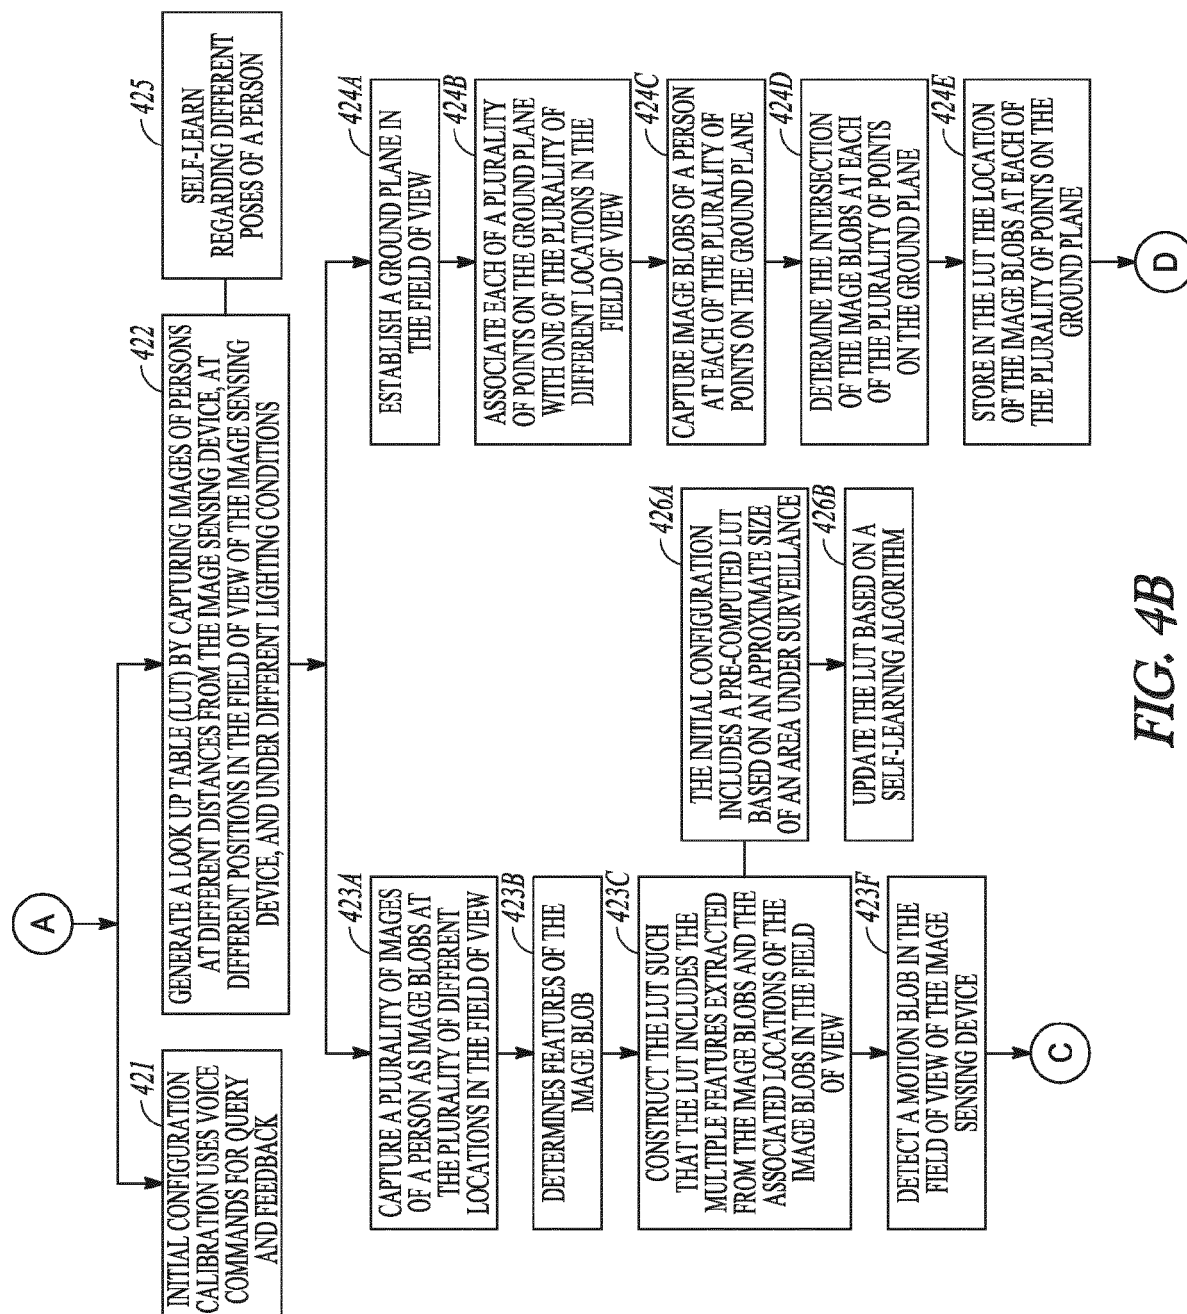 A
421
INITIAL CONFIGURATION
CALIBRATION USES VOICE
COMMANDS FOR QUERY
AND FEEDBACK
422
GENERATE A LOOK UP TABLE (LUT) BY CAPTURING IMAGES OF PERSONS
AT DIFFERENT DISTANCES FROM THE IMAGE SENSING DEVICE, AT
DIFFERENT POSITIONS IN THE FIELD OF VIEW OF THE IMAGE SENSING
DEVICE, AND UNDER DIFFERENT LIGHTING CONDITIONS
425
SELF-LEARN
REGARDING DIFFERENT
POSES OF A PERSON
423A
CAPTURE A PLURALITY OF IMAGES
OF A PERSON AS IMAGE BLOBS AT
THE PLURALITY OF DIFFERENT
LOCATIONS IN THE FIELD OF VIEW
423B
DETERMINES FEATURES OF THE
IMAGE BLOB
423C
CONSTRUCT THE LUT SUCH
THAT THE LUT INCLUDES THE
MULTIPLE FEATURES EXTRACTED
FROM THE IMAGE BLOBS AND THE
ASSOCIATED LOCATIONS OF THE
IMAGE BLOBS IN THE FIELD
OF VIEW
423F
DETECT A MOTION BLOB IN THE
FIELD OF VIEW OF THE IMAGE
SENSING DEVICE
C
426A
THE INITIAL CONFIGURATION
INCLUDES A PRE-COMPUTED LUT
BASED ON AN APPROXIMATE SIZE
OF AN AREA UNDER SURVEILLANCE
426B
UPDATE THE LUT BASED ON A
SELF-LEARNING ALGORITHM
424A
ESTABLISH A GROUND PLANE IN
THE FIELD OF VIEW
424B
ASSOCIATE EACH OF A PLURALITY
OF POINTS ON THE GROUND PLANE
WITH ONE OF THE PLURALITY OF
DIFFERENT LOCATIONS IN THE
FIELD OF VIEW
424C
CAPTURE IMAGE BLOBS OF A PERSON
AT EACH OF THE PLURALITY OF
POINTS ON THE GROUND PLANE
424D
DETERMINE THE INTERSECTION
OF THE IMAGE BLOBS AT EACH
OF THE PLURALITY OF POINTS
ON THE GROUND PLANE
424E
STORE IN THE LUT THE LOCATION
OF THE IMAGE BLOBS AT EACH OF
THE PLURALITY OF POINTS ON THE
GROUND PLANE
D
FIG. 4B